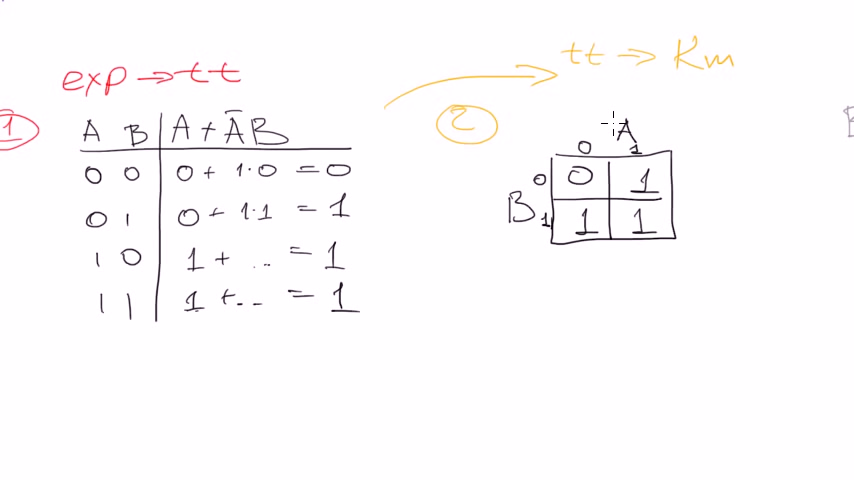 exp → tt
tt → Km
1
A B A + A̅B
0 0 0 + 1·0 = 0
0 1 0 + 1·1 = 1
1 0 1 + .. = 1
1 1 1 + -- = 1
2
A
0 1
0 0 1
B 1 1 1